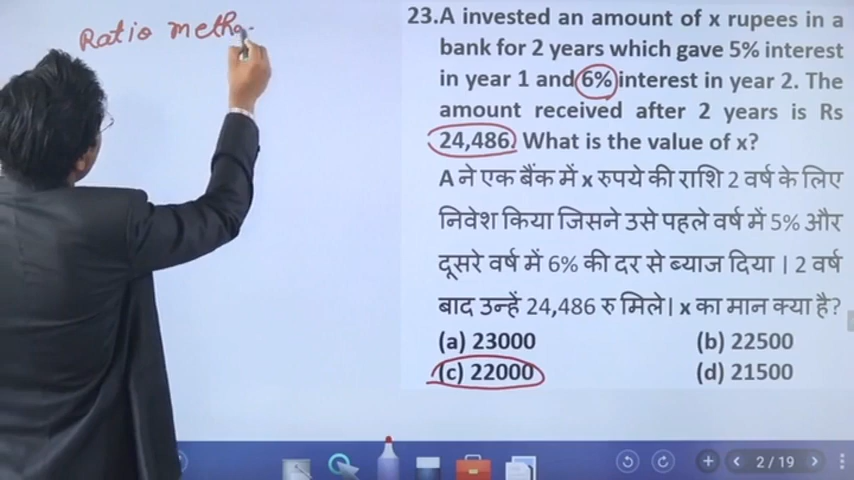 Ratio metho
23.A invested an amount of x rupees in a
bank for 2 years which gave 5% interest
in year 1 and 6% interest in year 2. The
amount received after 2 years is Rs
24,486. What is the value of x?
A ने एक बैंक में x रुपये की राशि 2 वर्ष के लिए
निवेश किया जिसने उसे पहले वर्ष में 5% और
दूसरे वर्ष में 6% की दर से ब्याज दिया । 2 वर्ष
बाद उन्हें 24,486 रु मिले। x का मान क्या है?
(a) 23000 (b) 22500
(c) 22000 (d) 21500
2 / 19